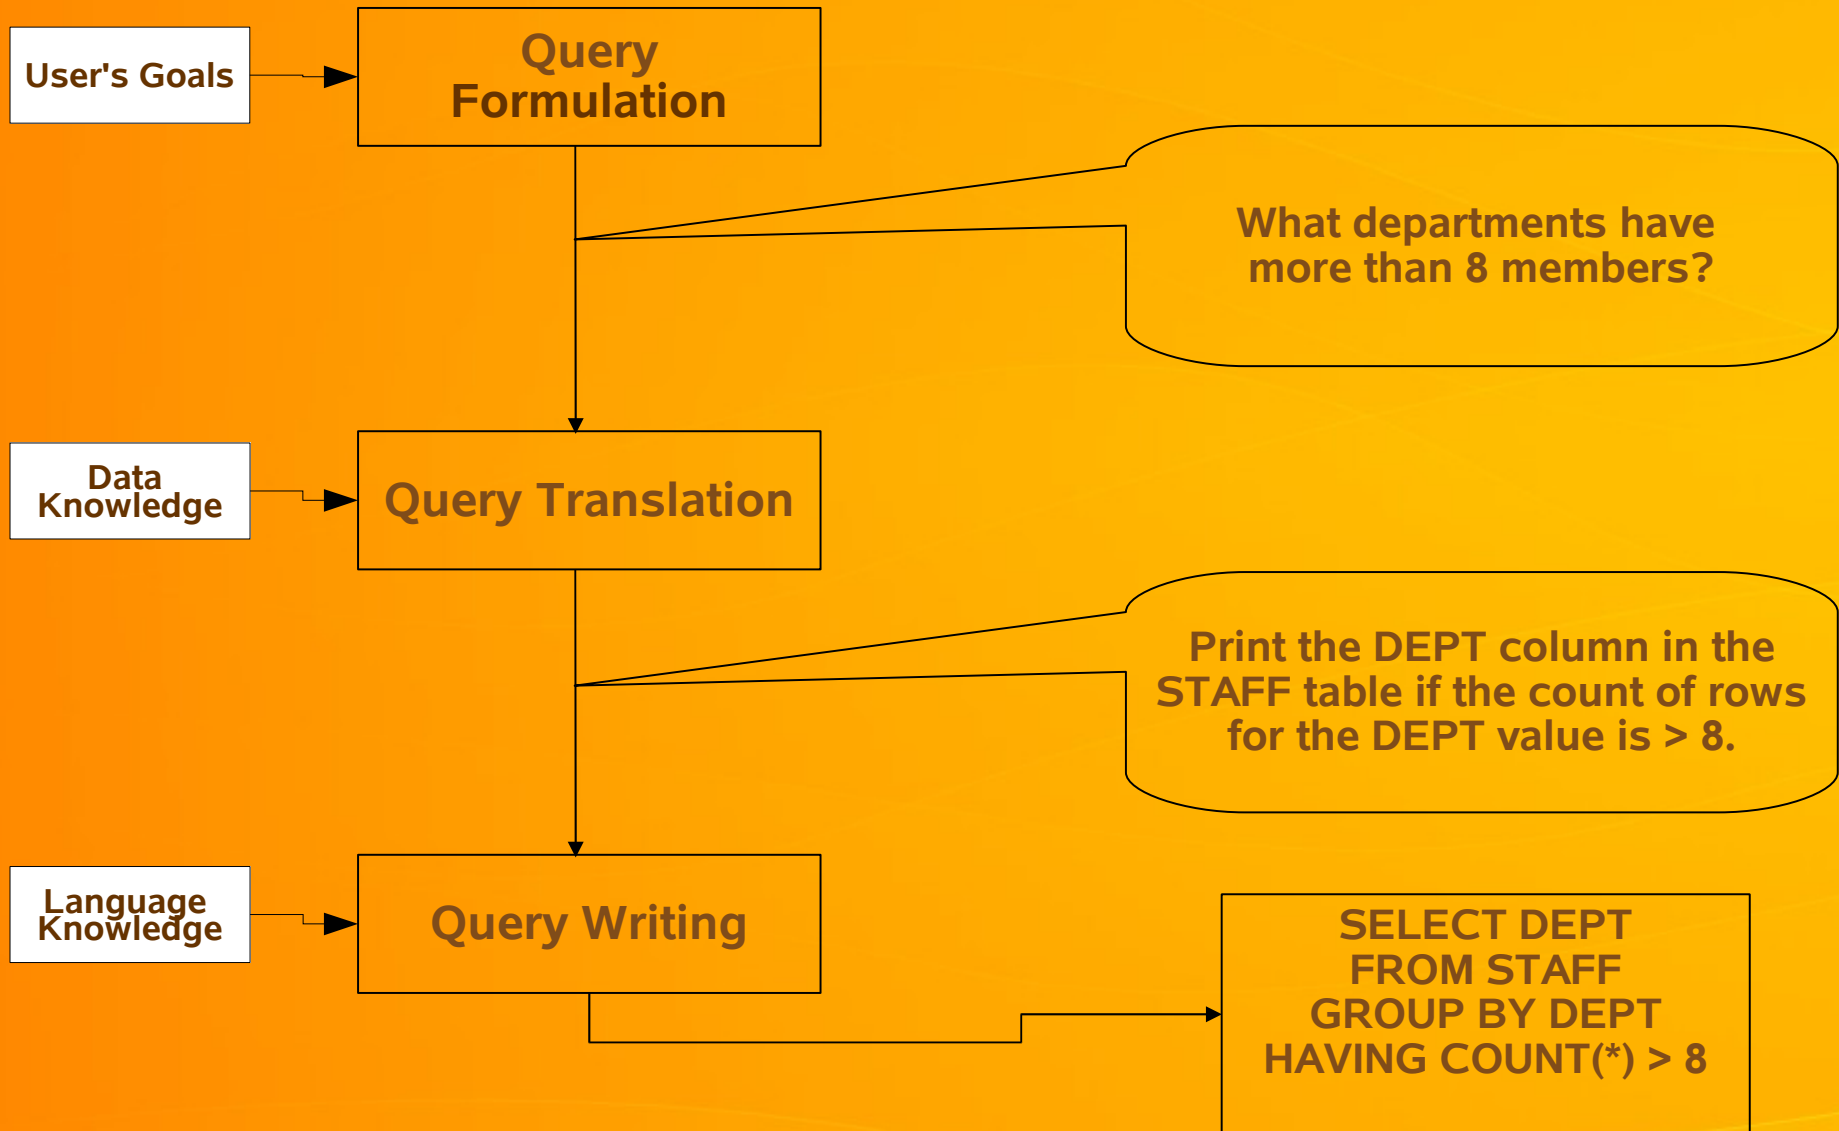 User's Goals
Query
Formulation
What departments have
more than 8 members?
Data
Knowledge
Query Translation
Print the DEPT column in the
STAFF table if the count of rows
for the DEPT value is > 8.
Language
Knowledge
Query Writing
SELECT DEPT
FROM STAFF
GROUP BY DEPT
HAVING COUNT(*) > 8